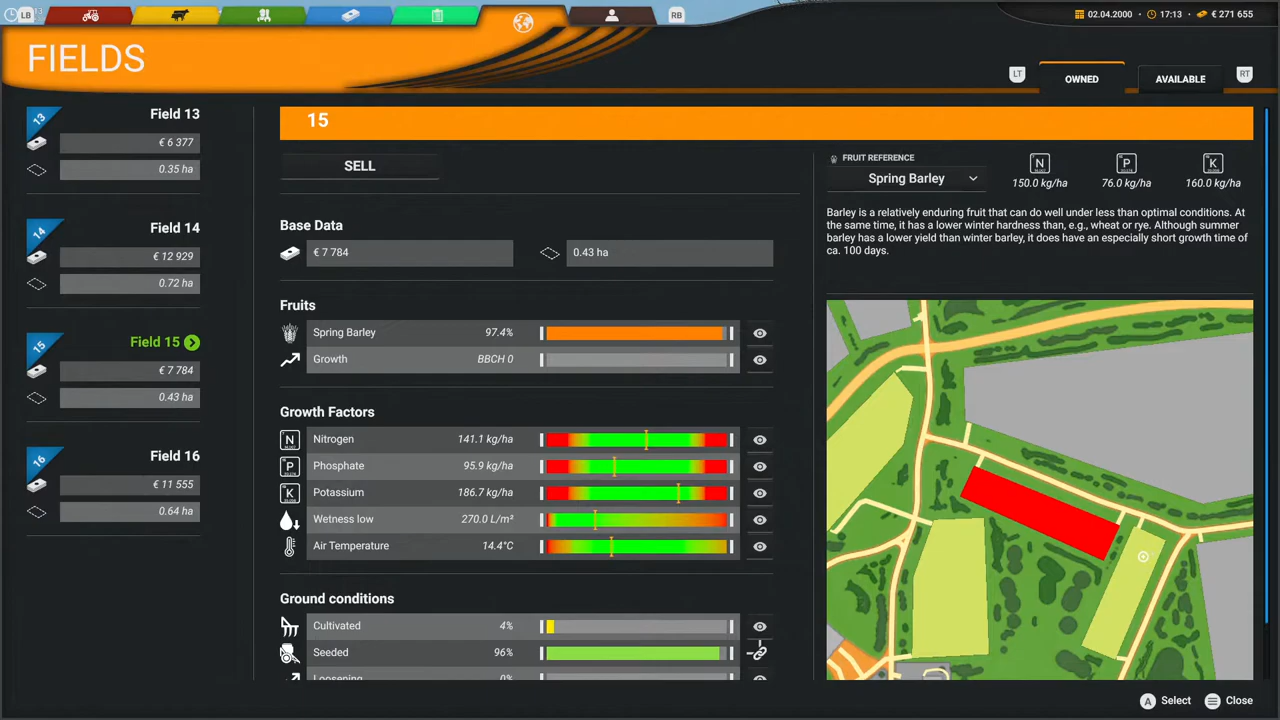 LB
RB
02.04.2000 • 17:13 • € 271 655
FIELDS
LT
OWNED
AVAILABLE
RT
13
Field 13
€ 6 377
0.35 ha
14
Field 14
€ 12 929
0.72 ha
15
Field 15
€ 7 784
0.43 ha
16
Field 16
€ 11 555
0.64 ha
15
SELL
Base Data
€ 7 784
0.43 ha
Fruits
Spring Barley 97.4%
Growth BBCH 0
Growth Factors
N Nitrogen 141.1 kg/ha
P Phosphate 95.9 kg/ha
K Potassium 186.7 kg/ha
Wetness low 270.0 L/m²
Air Temperature 14.4°C
Ground conditions
Cultivated 4%
Seeded 96%
Loosening 0%
FRUIT REFERENCE
Spring Barley
N P K
150.0 kg/ha 76.0 kg/ha 160.0 kg/ha
Barley is a relatively enduring fruit that can do well under less than optimal conditions. At
the same time, it has a lower winter hardness than, e.g., wheat or rye. Although summer
barley has a lower yield than winter barley, it does have an especially short growth time of
ca. 100 days.
A Select
Close